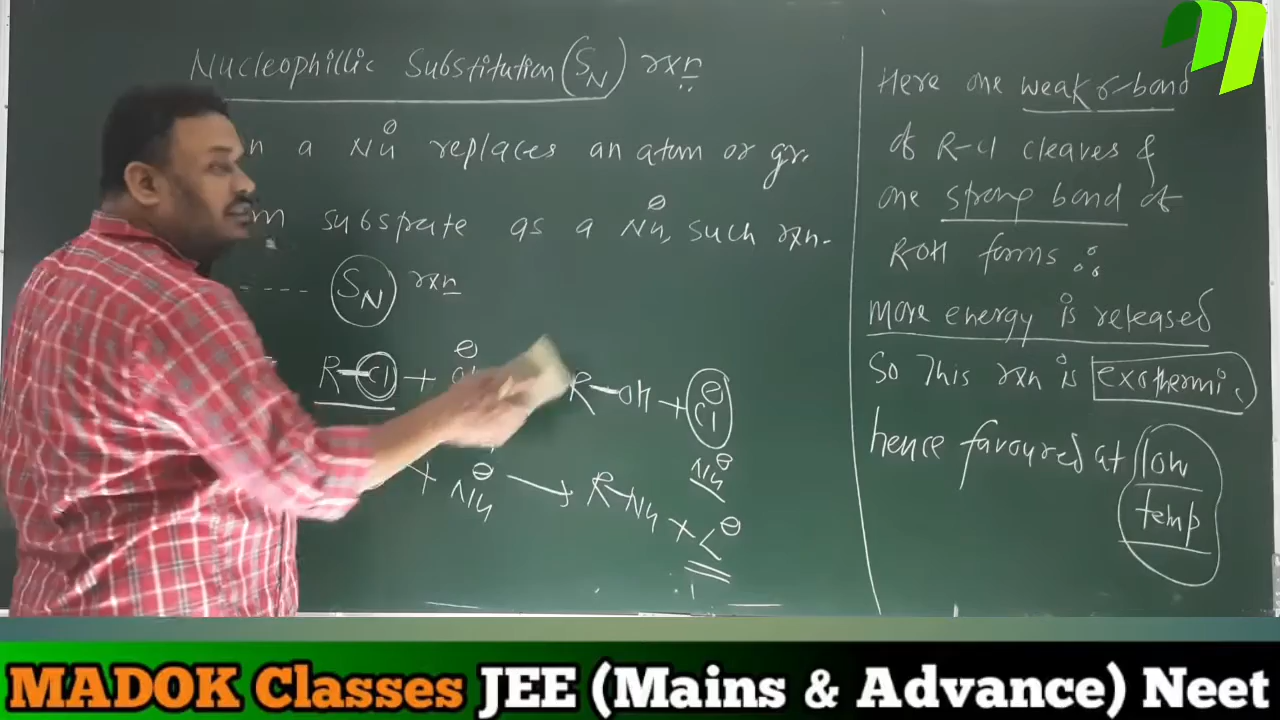 Nucleophillic Substitution (SN) rxn
n a Nu⊖ replaces an atom or gr.
m substrate as a Nu⊖, such rxn.
---- SN rxn
R-Cl + ⊖ R-OH + Cl⊖
Nu⊖
+ Nu⊖ → R-Nu + L⊖
Here one weak σ-bond
of R-Cl cleaves &
one strong bond of
ROH forms ∴
More energy is released
So This rxn is exothermic
hence favoured at low
temp
MADOK Classes JEE (Mains & Advance) Neet